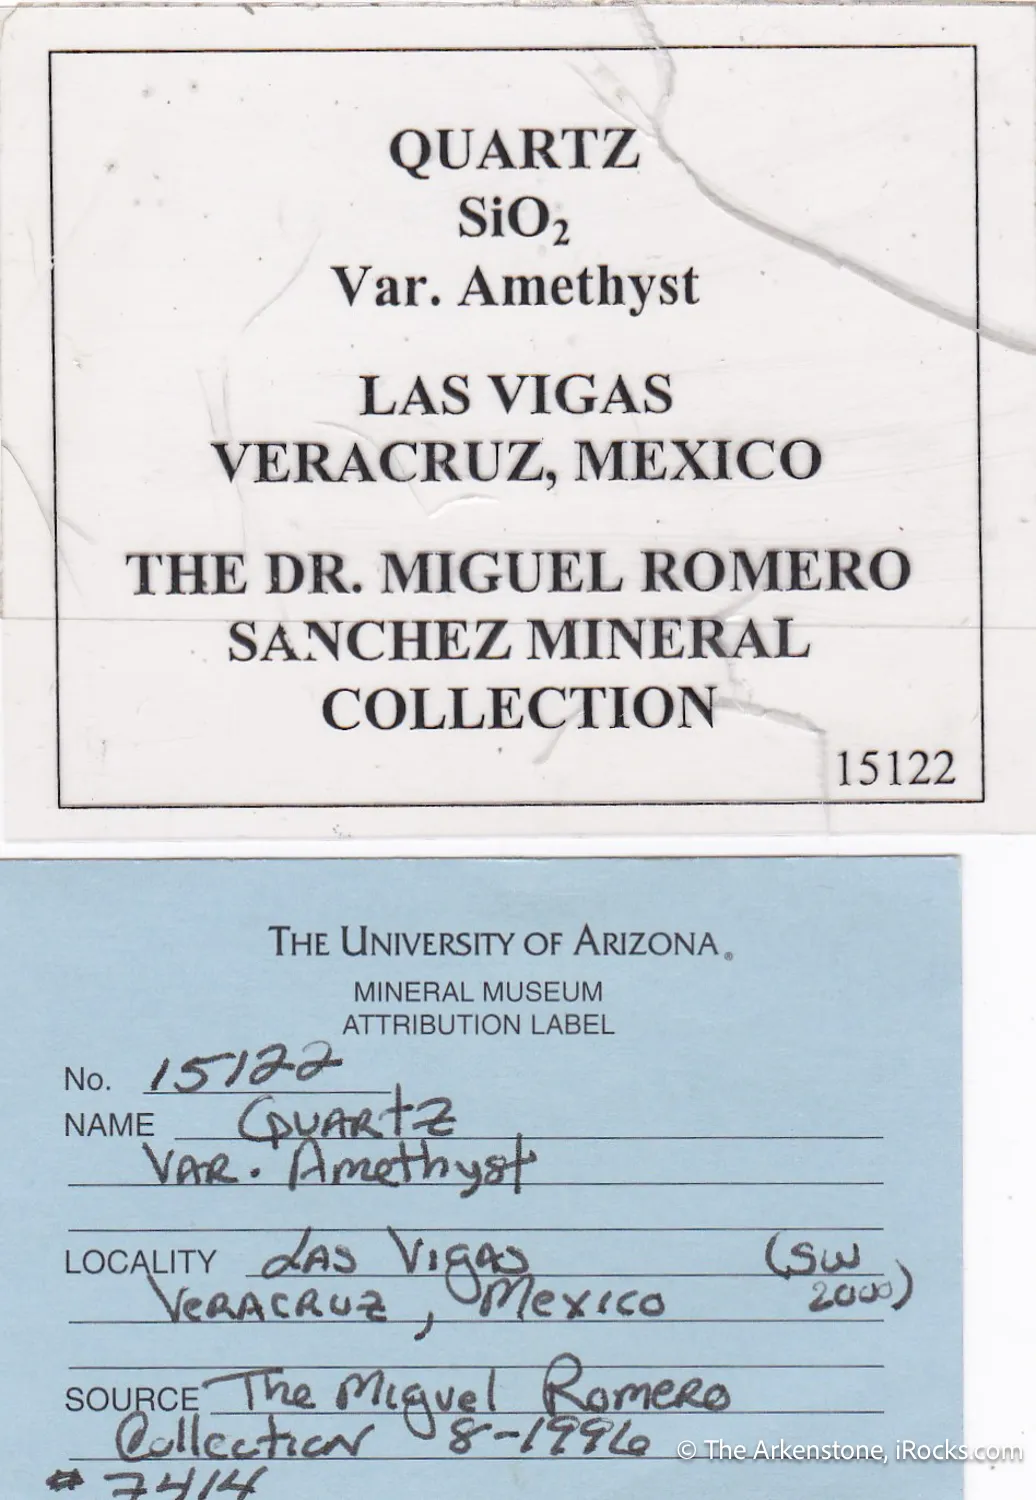 QUARTZ
SiO₂
Var. Amethyst
LAS VIGAS
VERACRUZ, MEXICO
THE DR. MIGUEL ROMERO
SANCHEZ MINERAL
COLLECTION
15122
THE UNIVERSITY OF ARIZONA®
MINERAL MUSEUM
ATTRIBUTION LABEL
No. 15122
NAME QUARTZ
VAR. Amethyst
LOCALITY LAS VIGAS (SW
VERACRUZ, MEXICO 2000)
SOURCE The Miguel Romero
Collection 8-1996
# 7414
© The Arkenstone, iRocks.com